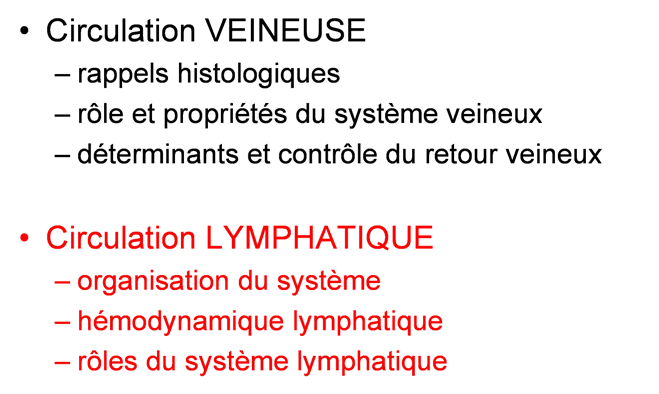 • Circulation VEINEUSE
– rappels histologiques
– rôle et propriétés du système veineux
– déterminants et contrôle du retour veineux
• Circulation LYMPHATIQUE
– organisation du système
– hémodynamique lymphatique
– rôles du système lymphatique